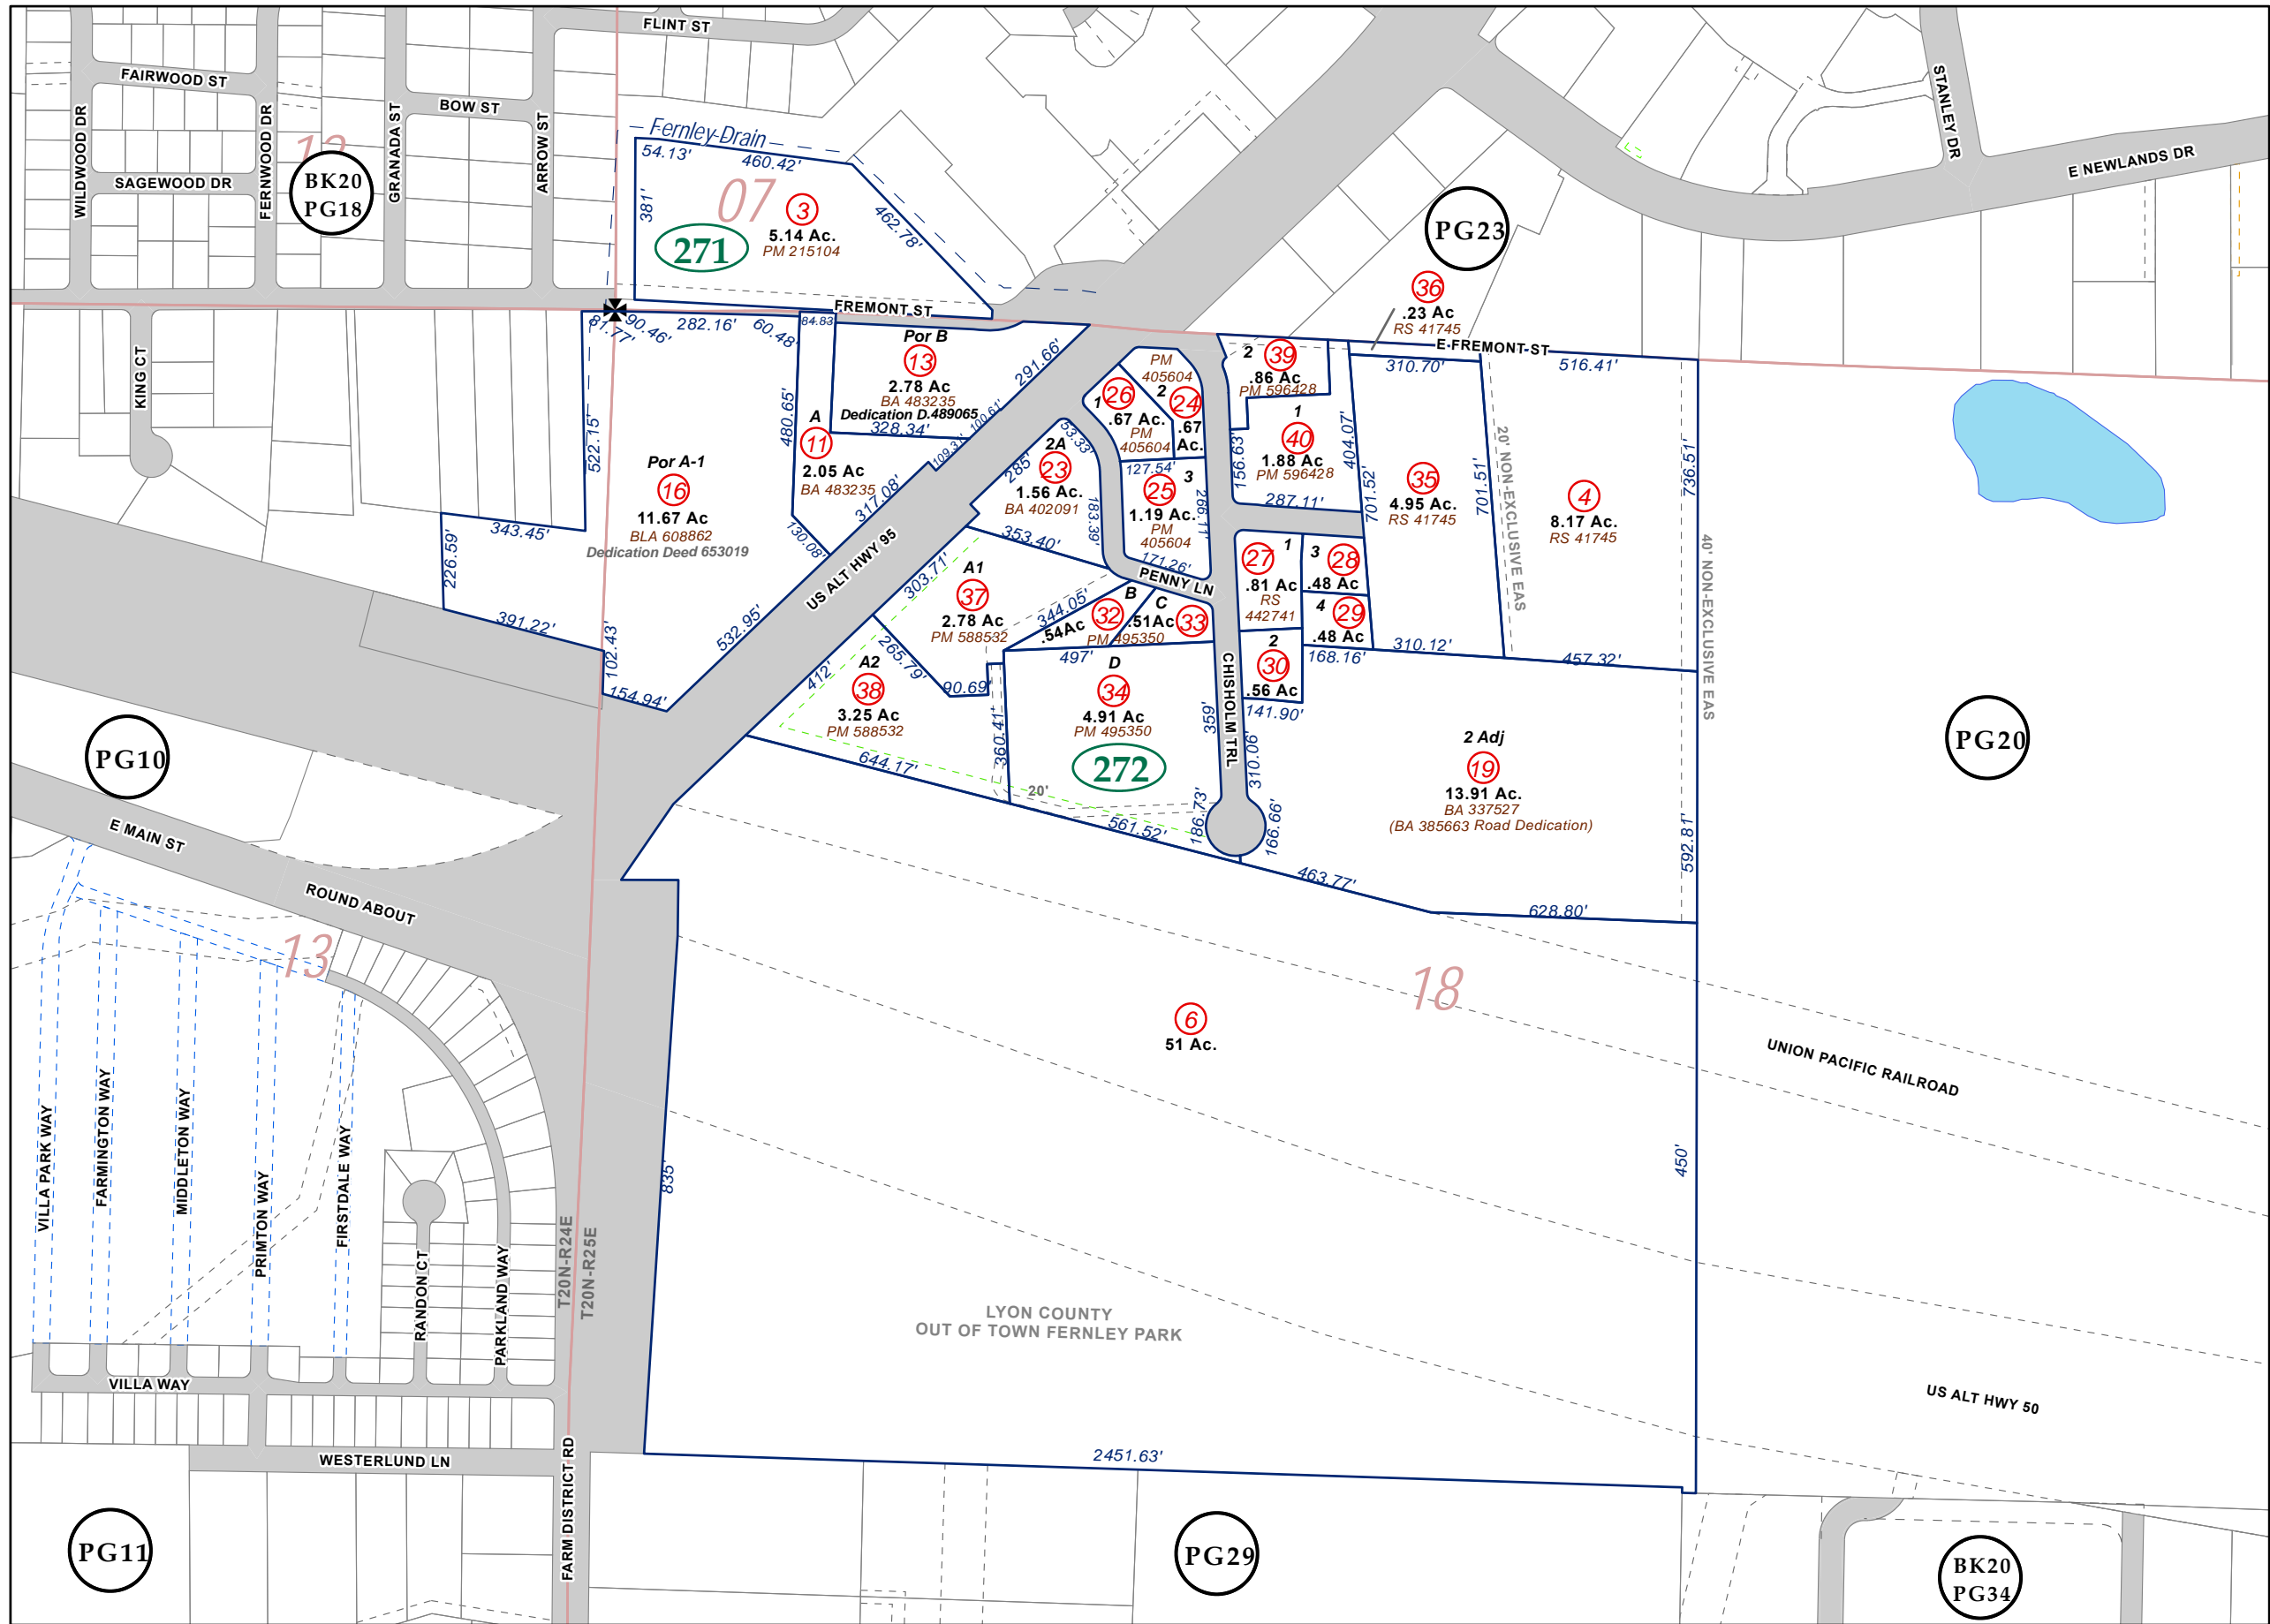 FLINT ST
FAIRWOOD ST
BOW ST
WILDWOOD DR
FERNWOOD DR
GRANADA ST
ARROW ST
SAGEWOOD DR
12
BK20
PG18
Fernley-Drain
54.13'
460.42'
381'
07
3
5.14 Ac.
PM 215104
462.78'
271
FREMONT ST
STANLEY DR
E NEWLANDS DR
PG23
36
.23 Ac
RS 41745
E FREMONT ST
KING CT
81.77'
90.46'
282.16'
60.48'
84.83
Por B
13
2.78 Ac
BA 483235
Dedication D.489065
328.34'
291.66'
100.61'
109.31'
480.65'
A
11
2.05 Ac
BA 483235
317.08'
130.08'
522.15'
Por A-1
16
11.67 Ac
BLA 608862
Dedication Deed 653019
343.45'
226.59'
391.22'
102.43'
154.94'
532.95'
US ALT HWY 95
PM
405604
2
24
.67
Ac.
1
26
.67 Ac.
PM
405604
53.33'
285'
2A
23
1.56 Ac.
BA 402091
183.39'
353.40'
127.54'
3
25
1.19 Ac.
PM
405604
266.11'
171.26'
PENNY LN
2
39
.86 Ac
PM 596428
1
40
1.88 Ac
PM 596428
156.63'
287.11'
404.07'
310.70'
516.41'
701.52'
35
4.95 Ac.
RS 41745
701.51'
20' NON-EXCLUSIVE EAS
4
8.17 Ac.
RS 41745
736.51'
40' NON-EXCLUSIVE EAS
27
1
.81 Ac
RS
442741
3
28
.48 Ac
4
29
.48 Ac
2
30
.56 Ac
168.16'
310.12'
457.32'
141.90'
303.71'
A1
37
2.78 Ac
PM 588532
344.05'
B
32
.54Ac
C
33
.51Ac
PM 495350
265.79'
90.69'
412'
A2
38
3.25 Ac
PM 588532
644.17'
497'
D
34
4.91 Ac
PM 495350
272
360.41'
359'
CHISHOLM TRL
310.06'
20'
186.73'
166.66'
561.52'
463.77'
2 Adj
19
13.91 Ac.
BA 337527
(BA 385663 Road Dedication)
592.81'
628.80'
PG20
PG10
E MAIN ST
ROUND ABOUT
13
18
6
51 Ac.
UNION PACIFIC RAILROAD
US ALT HWY 50
835'
450'
2451.63'
LYON COUNTY
OUT OF TOWN FERNLEY PARK
VILLA PARK WAY
FARMINGTON WAY
MIDDLETON WAY
PRIMTON WAY
FIRSTDALE WAY
RANDON CT
PARKLAND WAY
T20N-R24E
T20N-R25E
VILLA WAY
WESTERLUND LN
FARM DISTRICT RD
PG11
PG29
BK20
PG34